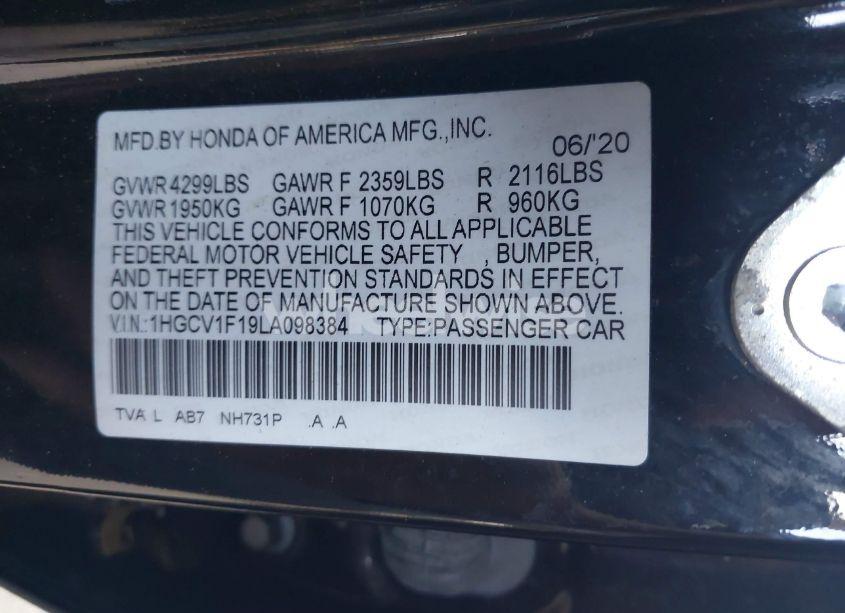 MFD.BY HONDA OF AMERICA MFG.,INC. 06/'20
GVWR 4299LBS GAWR F 2359LBS R 2116LBS
GVWR 1950KG GAWR F 1070KG R 960KG
THIS VEHICLE CONFORMS TO ALL APPLICABLE
FEDERAL MOTOR VEHICLE SAFETY , BUMPER,
AND THEFT PREVENTION STANDARDS IN EFFECT
ON THE DATE OF MANUFACTURE SHOWN ABOVE.
V.I.N.:1HGCV1F19LA098384 TYPE:PASSENGER CAR
TVA L AB7 NH731P .A .A